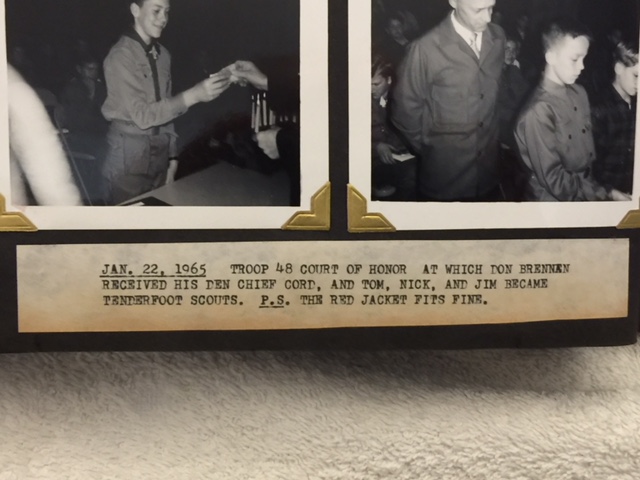 JAN. 22, 1965 TROOP 48 COURT OF HONOR AT WHICH DON BRENNEN
RECEIVED HIS DEN CHIEF CORD, AND TOM, NICK, AND JIM BECAME
TENDERFOOT SCOUTS. P.S. THE RED JACKET FITS FINE.